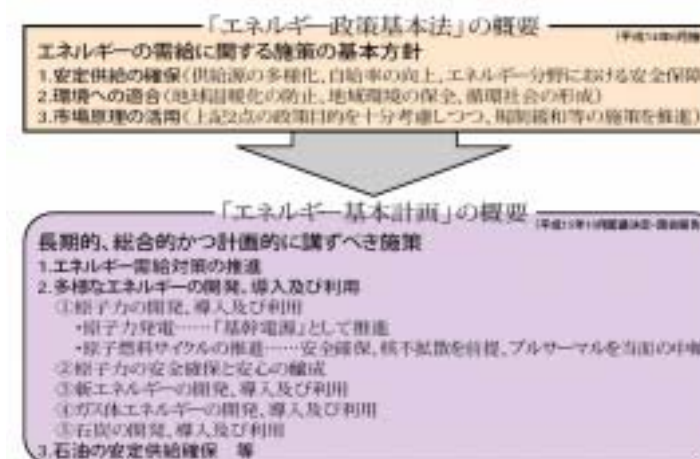 「エネルギー政策基本法」の概要
エネルギーの需給に関する施策の基本方針
1.安定供給の確保(供給源の多様化、自給率の向上、エネルギー分野における安全保障
2.環境への適合(地球温暖化の防止、地域環境の保全、循環社会の形成)
3.市場原理の活用(上記2点の政策目的を十分考慮しつつ、規制緩和等の施策を推進)
「エネルギー基本計画」の概要
長期的、総合的かつ計画的に講ずべき施策
1.エネルギー需給対策の推進
2.多様なエネルギーの開発、導入及び利用
①原子力の開発、導入及び利用
・原子力発電……「基幹電源」として推進
・原子燃料サイクルの推進……安全確保、核不拡散を前提、プルサーマルを当面の中軸
②原子力の安全確保と安心の醸成
③新エネルギーの開発、導入及び利用
④ガス体エネルギーの開発、導入及び利用
⑤石炭の開発、導入及び利用
3.石油の安定供給確保 等